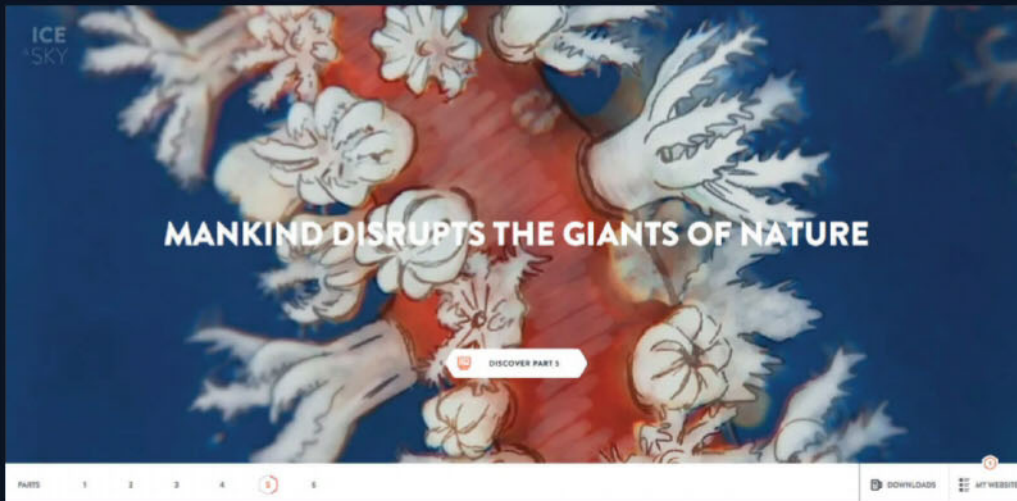 ICE
& SKY
MANKIND DISRUPTS THE GIANTS OF NATURE
DISCOVER PART 5
PARTS 1 2 3 4 5 6
DOWNLOADS
MY WEBSITE